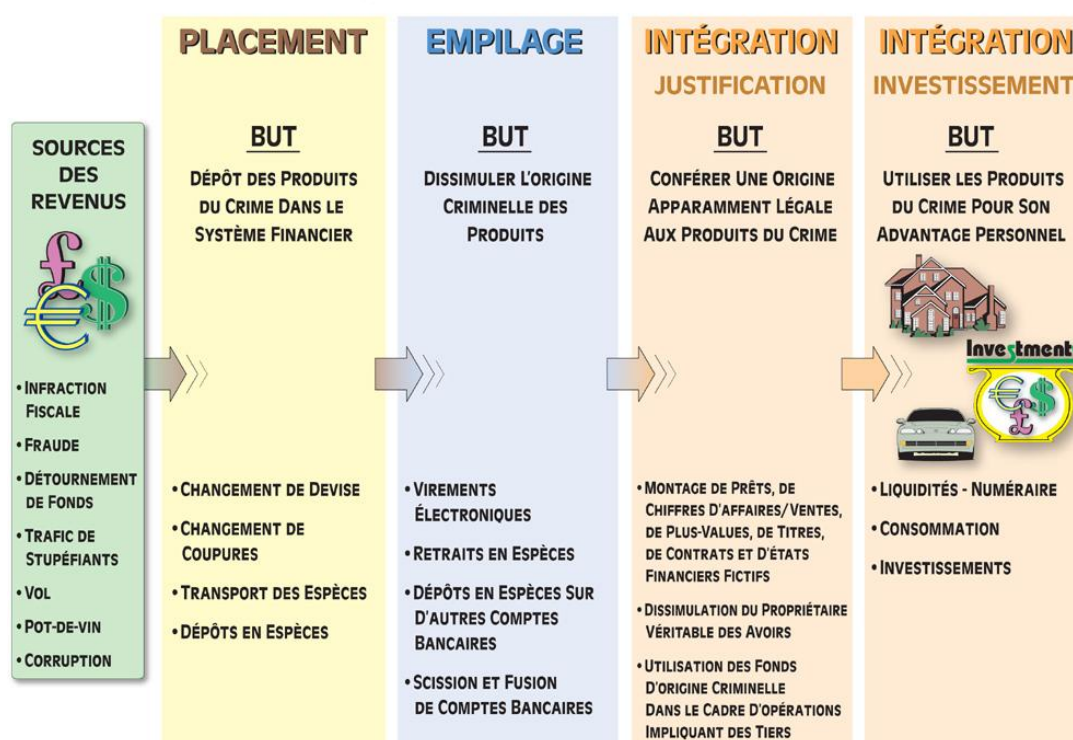 SOURCES
DES
REVENUS
£
$
€
• INFRACTION
FISCALE
• FRAUDE
• DÉTOURNEMENT
DE FONDS
• TRAFIC DE
STUPÉFIANTS
• VOL
• POT-DE-VIN
• CORRUPTION
PLACEMENT
BUT
DÉPÔT DES PRODUITS
DU CRIME DANS LE
SYSTÈME FINANCIER
• CHANGEMENT DE DEVISE
• CHANGEMENT DE
COUPURES
• TRANSPORT DES ESPÈCES
• DÉPÔTS EN ESPÈCES
EMPILAGE
BUT
DISSIMULER L'ORIGINE
CRIMINELLE DES
PRODUITS
• VIREMENTS
ÉLECTRONIQUES
• RETRAITS EN ESPÈCES
• DÉPÔTS EN ESPÈCES SUR
D'AUTRES COMPTES
BANCAIRES
• SCISSION ET FUSION
DE COMPTES BANCAIRES
INTÉGRATION
JUSTIFICATION
BUT
CONFÉRER UNE ORIGINE
APPARAMMENT LÉGALE
AUX PRODUITS DU CRIME
• MONTAGE DE PRÊTS, DE
CHIFFRES D'AFFAIRES/VENTES,
DE PLUS-VALUES, DE TITRES,
DE CONTRATS ET D'ÉTATS
FINANCIERS FICTIFS
• DISSIMULATION DU PROPRIÉTAIRE
VÉRITABLE DES AVOIRS
• UTILISATION DES FONDS
D'ORIGINE CRIMINELLE
DANS LE CADRE D'OPÉRATIONS
IMPLIQUANT DES TIERS
INTÉGRATION
INVESTISSEMENT
BUT
UTILISER LES PRODUITS
DU CRIME POUR SON
ADVANTAGE PERSONNEL
Investment
€ $
£
• LIQUIDITÉS - NUMÉRAIRE
• CONSOMMATION
• INVESTISSEMENTS